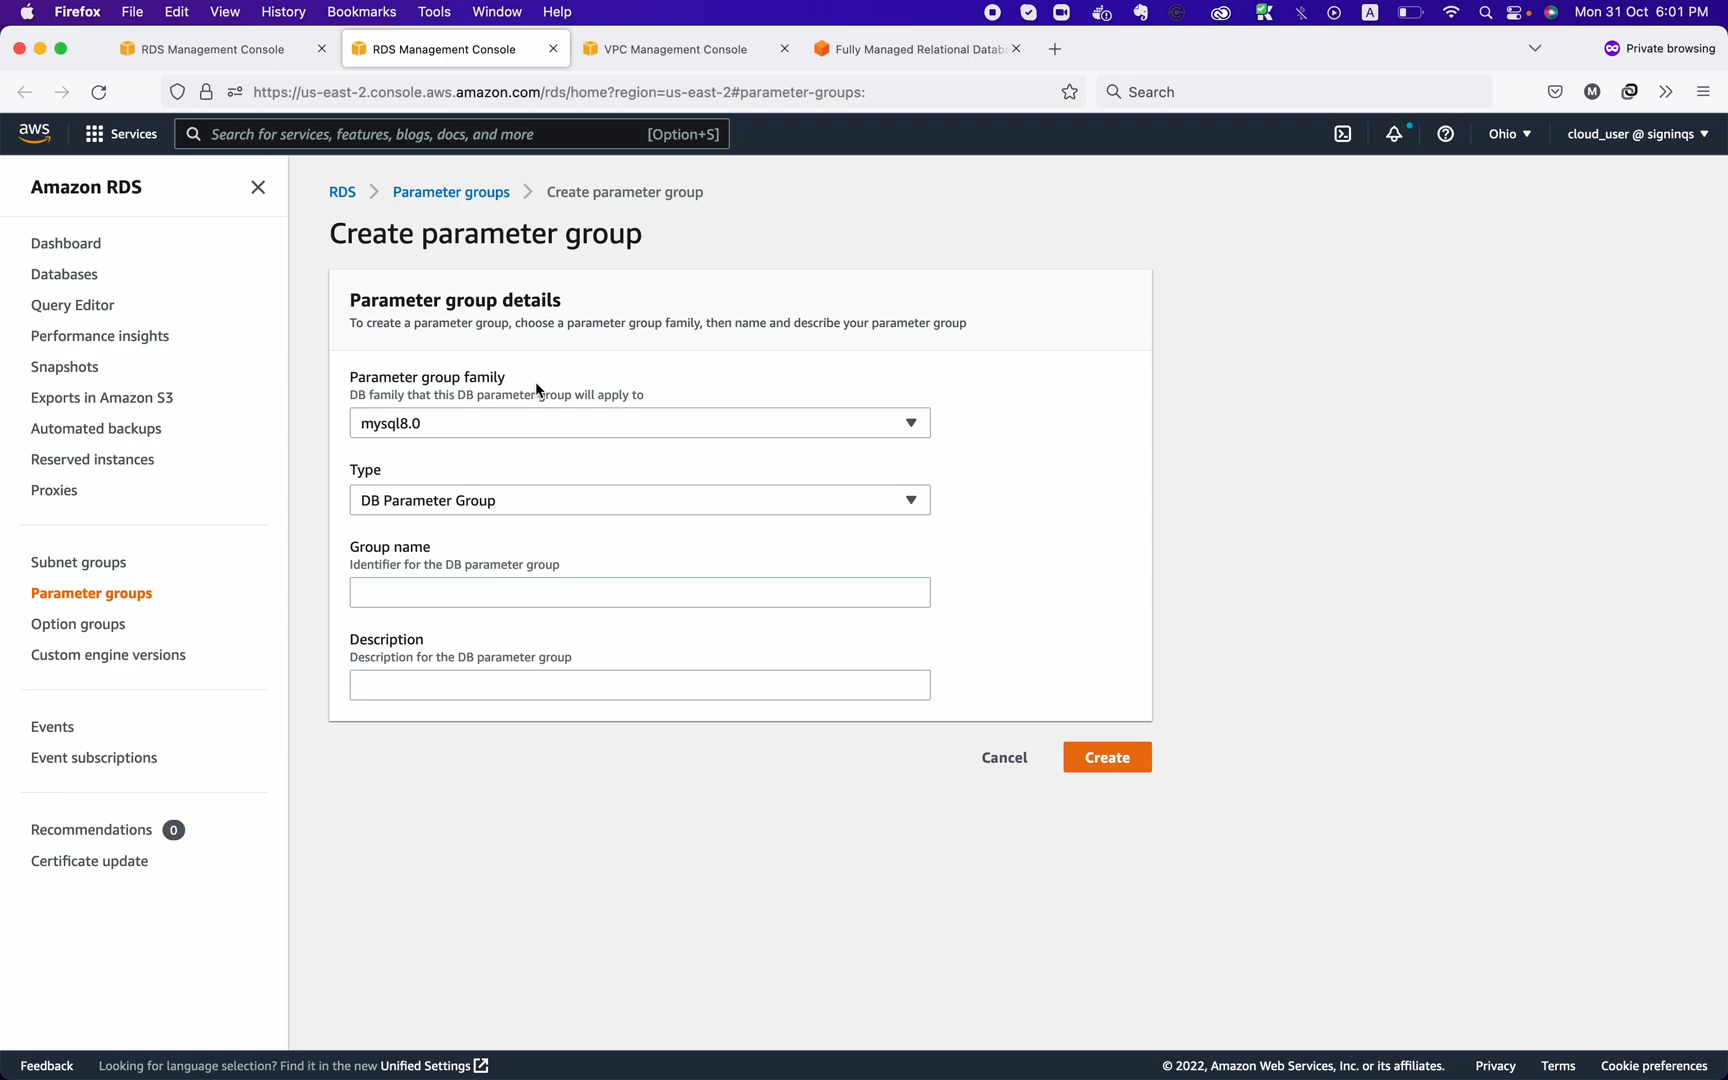 Firefox File Edit View History Bookmarks Tools Window Help A Mon 31 Oct 6:01 PM
RDS Management Console RDS Management Console VPC Management Console Fully Managed Relational Datab Private browsing
https://us-east-2.console.aws.amazon.com/rds/home?region=us-east-2#parameter-groups: Search M
aws Services Search for services, features, blogs, docs, and more [Option+S] Ohio cloud_user @ signinqs
Amazon RDS
Dashboard
Databases
Query Editor
Performance insights
Snapshots
Exports in Amazon S3
Automated backups
Reserved instances
Proxies
Subnet groups
Parameter groups
Option groups
Custom engine versions
Events
Event subscriptions
Recommendations 0
Certificate update
RDS Parameter groups Create parameter group
Create parameter group
Parameter group details
To create a parameter group, choose a parameter group family, then name and describe your parameter group
Parameter group family
DB family that this DB parameter group will apply to
mysql8.0
Type
DB Parameter Group
Group name
Identifier for the DB parameter group
Description
Description for the DB parameter group
Cancel Create
Feedback Looking for language selection? Find it in the new Unified Settings © 2022, Amazon Web Services, Inc. or its affiliates. Privacy Terms Cookie preferences